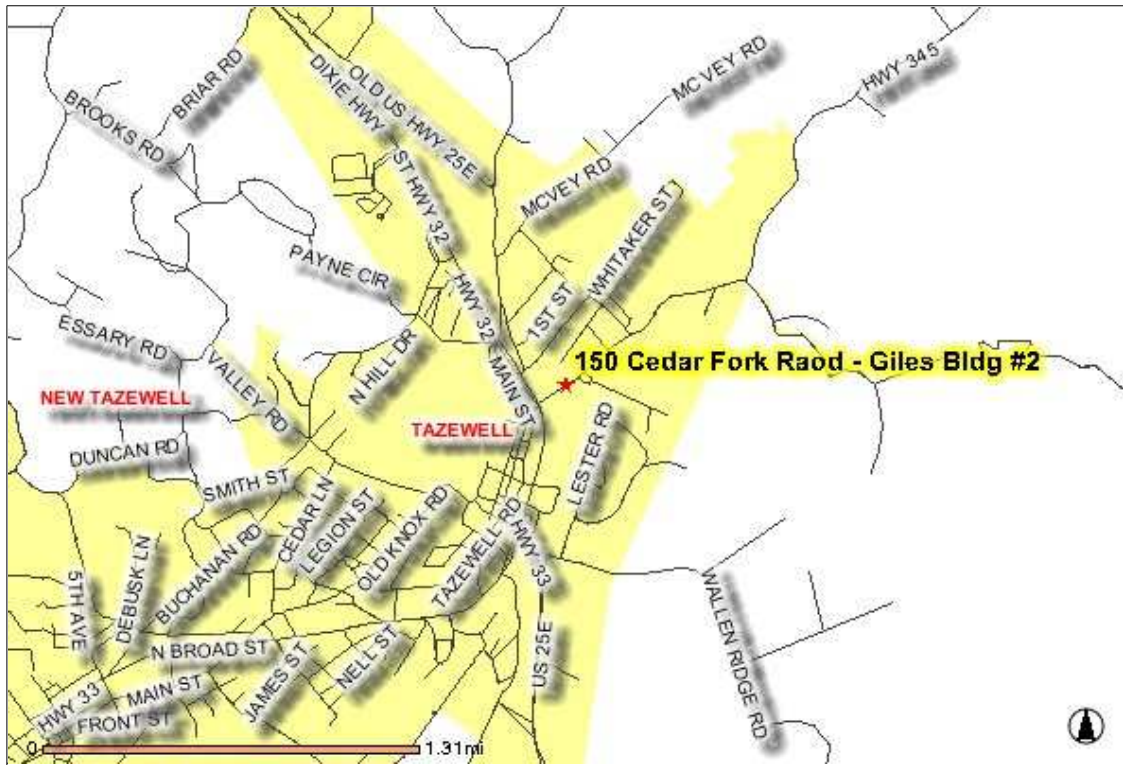 HWY 345
MC VEY RD
BRIAR RD
DIXIE HWY
OLD US HWY 25E
BROOKS RD
ST HWY 32
MCVEY RD
WHITAKER ST
PAYNE CIR
HWY 32
1ST ST
ESSARY RD
VALLEY RD
N HILL DR
MAIN ST
150 Cedar Fork Raod - Giles Bldg #2
NEW TAZEWELL
TAZEWELL
LESTER RD
DUNCAN RD
SMITH ST
CEDAR LN
LEGION ST
OLD KNOX RD
TAZEWELL RD
HWY 33
5TH AVE
DEBUSK LN
BUCHANAN RD
WALLEN RIDGE RD
N BROAD ST
JAMES ST
NELL ST
US 25E
HWY 33
MAIN ST
FRONT ST
0
1.31mi